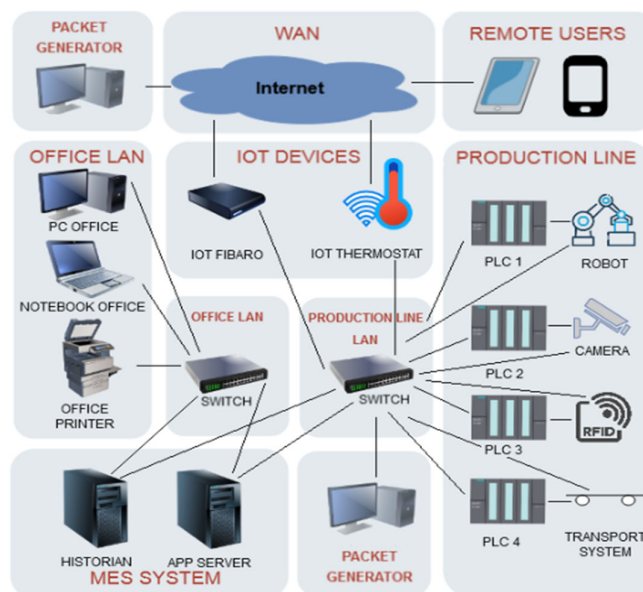 PACKET
GENERATOR
WAN
Internet
REMOTE USERS
OFFICE LAN
PC OFFICE
NOTEBOOK OFFICE
OFFICE
PRINTER
IOT DEVICES
IOT FIBARO
IOT THERMOSTAT
PRODUCTION LINE
PLC 1
ROBOT
PLC 2
CAMERA
PLC 3
RFID
PLC 4
TRANSPORT
SYSTEM
OFFICE LAN
SWITCH
PRODUCTION LINE
LAN
SWITCH
HISTORIAN
APP SERVER
MES SYSTEM
PACKET
GENERATOR